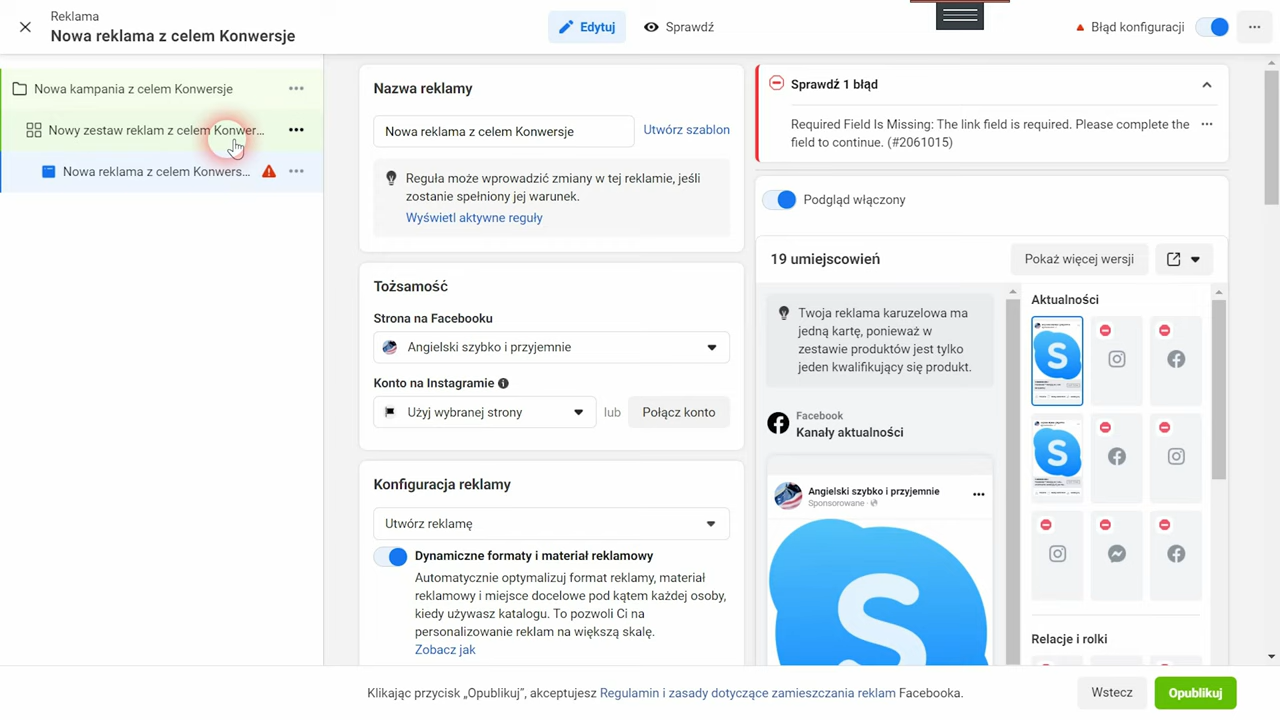 Reklama
Nowa reklama z celem Konwersje
Edytuj
Sprawdź
Błąd konfiguracji
Nowa kampania z celem Konwersje
Nowy zestaw reklam z celem Konwer...
Nowa reklama z celem Konwers...
Nazwa reklamy
Nowa reklama z celem Konwersje
Utwórz szablon
Reguła może wprowadzić zmiany w tej reklamie, jeśli
zostanie spełniony jej warunek.
Wyświetl aktywne reguły
Tożsamość
Strona na Facebooku
Angielski szybko i przyjemnie
Konto na Instagramie
Użyj wybranej strony
lub
Połącz konto
Konfiguracja reklamy
Utwórz reklamę
Dynamiczne formaty i materiał reklamowy
Automatycznie optymalizuj format reklamy, materiał
reklamowy i miejsce docelowe pod kątem każdej osoby,
kiedy używasz katalogu. To pozwoli Ci na
personalizowanie reklam na większą skalę.
Zobacz jak
Sprawdź 1 błąd
Required Field Is Missing: The link field is required. Please complete the
field to continue. (#2061015)
Podgląd włączony
19 umiejscowień
Pokaż więcej wersji
Twoja reklama karuzelowa ma
jedną kartę, ponieważ w
zestawie produktów jest tylko
jeden kwalifikujący się produkt.
Facebook
Kanały aktualności
Angielski szybko i przyjemnie
Sponsorowane ·
S
Aktualności
S
S
Relacje i rolki
Klikając przycisk „Opublikuj”, akceptujesz Regulamin i zasady dotyczące zamieszczania reklam Facebooka.
Wstecz
Opublikuj